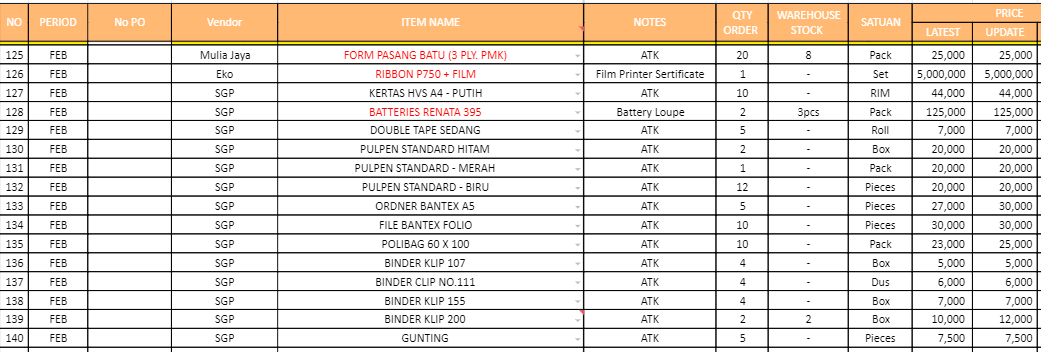 NO PERIOD No PO Vendor ITEM NAME NOTES QTY ORDER WAREHOUSE STOCK SATUAN PRICE
LATEST UPDATE
125 FEB Mulia Jaya FORM PASANG BATU (3 PLY. PMK) ATK 20 8 Pack 25,000 25,000
126 FEB Eko RIBBON P750 + FILM Film Printer Sertificate 1 - Set 5,000,000 5,000,000
127 FEB SGP KERTAS HVS A4 - PUTIH ATK 10 - RIM 44,000 44,000
128 FEB SGP BATTERIES RENATA 395 Battery Loupe 2 3pcs Pack 125,000 125,000
129 FEB SGP DOUBLE TAPE SEDANG ATK 5 - Roll 7,000 7,000
130 FEB SGP PULPEN STANDARD HITAM ATK 2 - Box 20,000 20,000
131 FEB SGP PULPEN STANDARD - MERAH ATK 1 - Pack 20,000 20,000
132 FEB SGP PULPEN STANDARD - BIRU ATK 12 - Pieces 20,000 20,000
133 FEB SGP ORDNER BANTEX A5 ATK 5 - Pieces 27,000 30,000
134 FEB SGP FILE BANTEX FOLIO ATK 10 - Pieces 30,000 30,000
135 FEB SGP POLIBAG 60 X 100 ATK 10 - Pack 23,000 25,000
136 FEB SGP BINDER KLIP 107 ATK 4 - Box 5,000 5,000
137 FEB SGP BINDER CLIP NO.111 ATK 4 - Dus 6,000 6,000
138 FEB SGP BINDER KLIP 155 ATK 4 - Box 7,000 7,000
139 FEB SGP BINDER KLIP 200 ATK 2 2 Box 10,000 12,000
140 FEB SGP GUNTING ATK 5 - Pieces 7,500 7,500